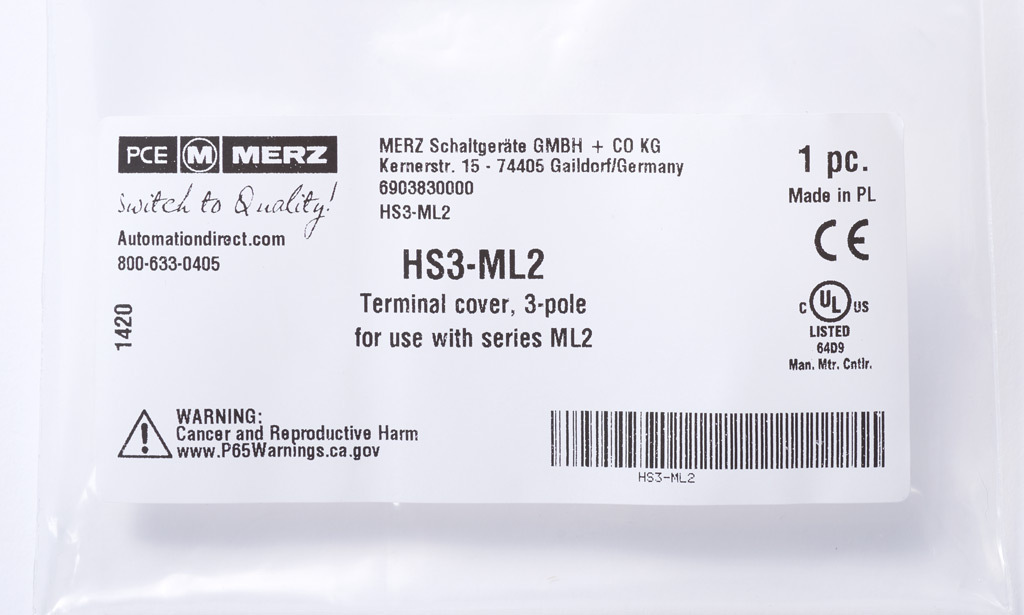 PCE M MERZ
Switch to Quality!
Automationdirect.com
800-633-0405
1420
MERZ Schaltgeräte GMBH + CO KG
Kernerstr. 15 - 74405 Gaildorf/Germany
6903830000
HS3-ML2
HS3-ML2
Terminal cover, 3-pole
for use with series ML2
1 pc.
Made in PL
CE
C UL US
LISTED
64D9
Man. Mtr. Cntlr.
WARNING:
Cancer and Reproductive Harm
www.P65Warnings.ca.gov
HS3-ML2